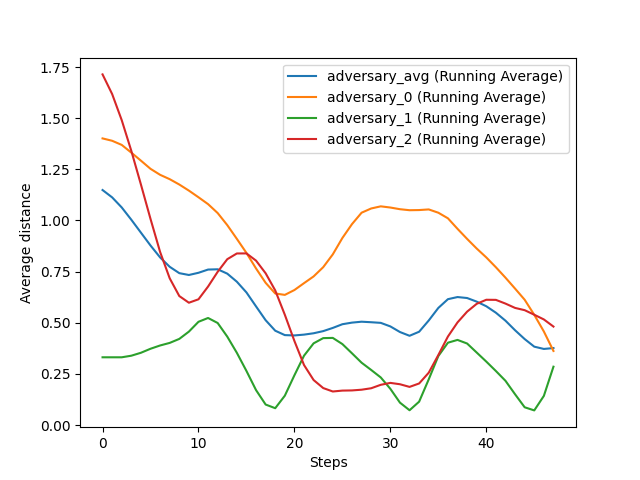 1.75
1.50
1.25
1.00
0.75
0.50
0.25
0.00
Average distance
adversary_avg (Running Average)
adversary_0 (Running Average)
adversary_1 (Running Average)
adversary_2 (Running Average)
0 10 20 30 40
Steps